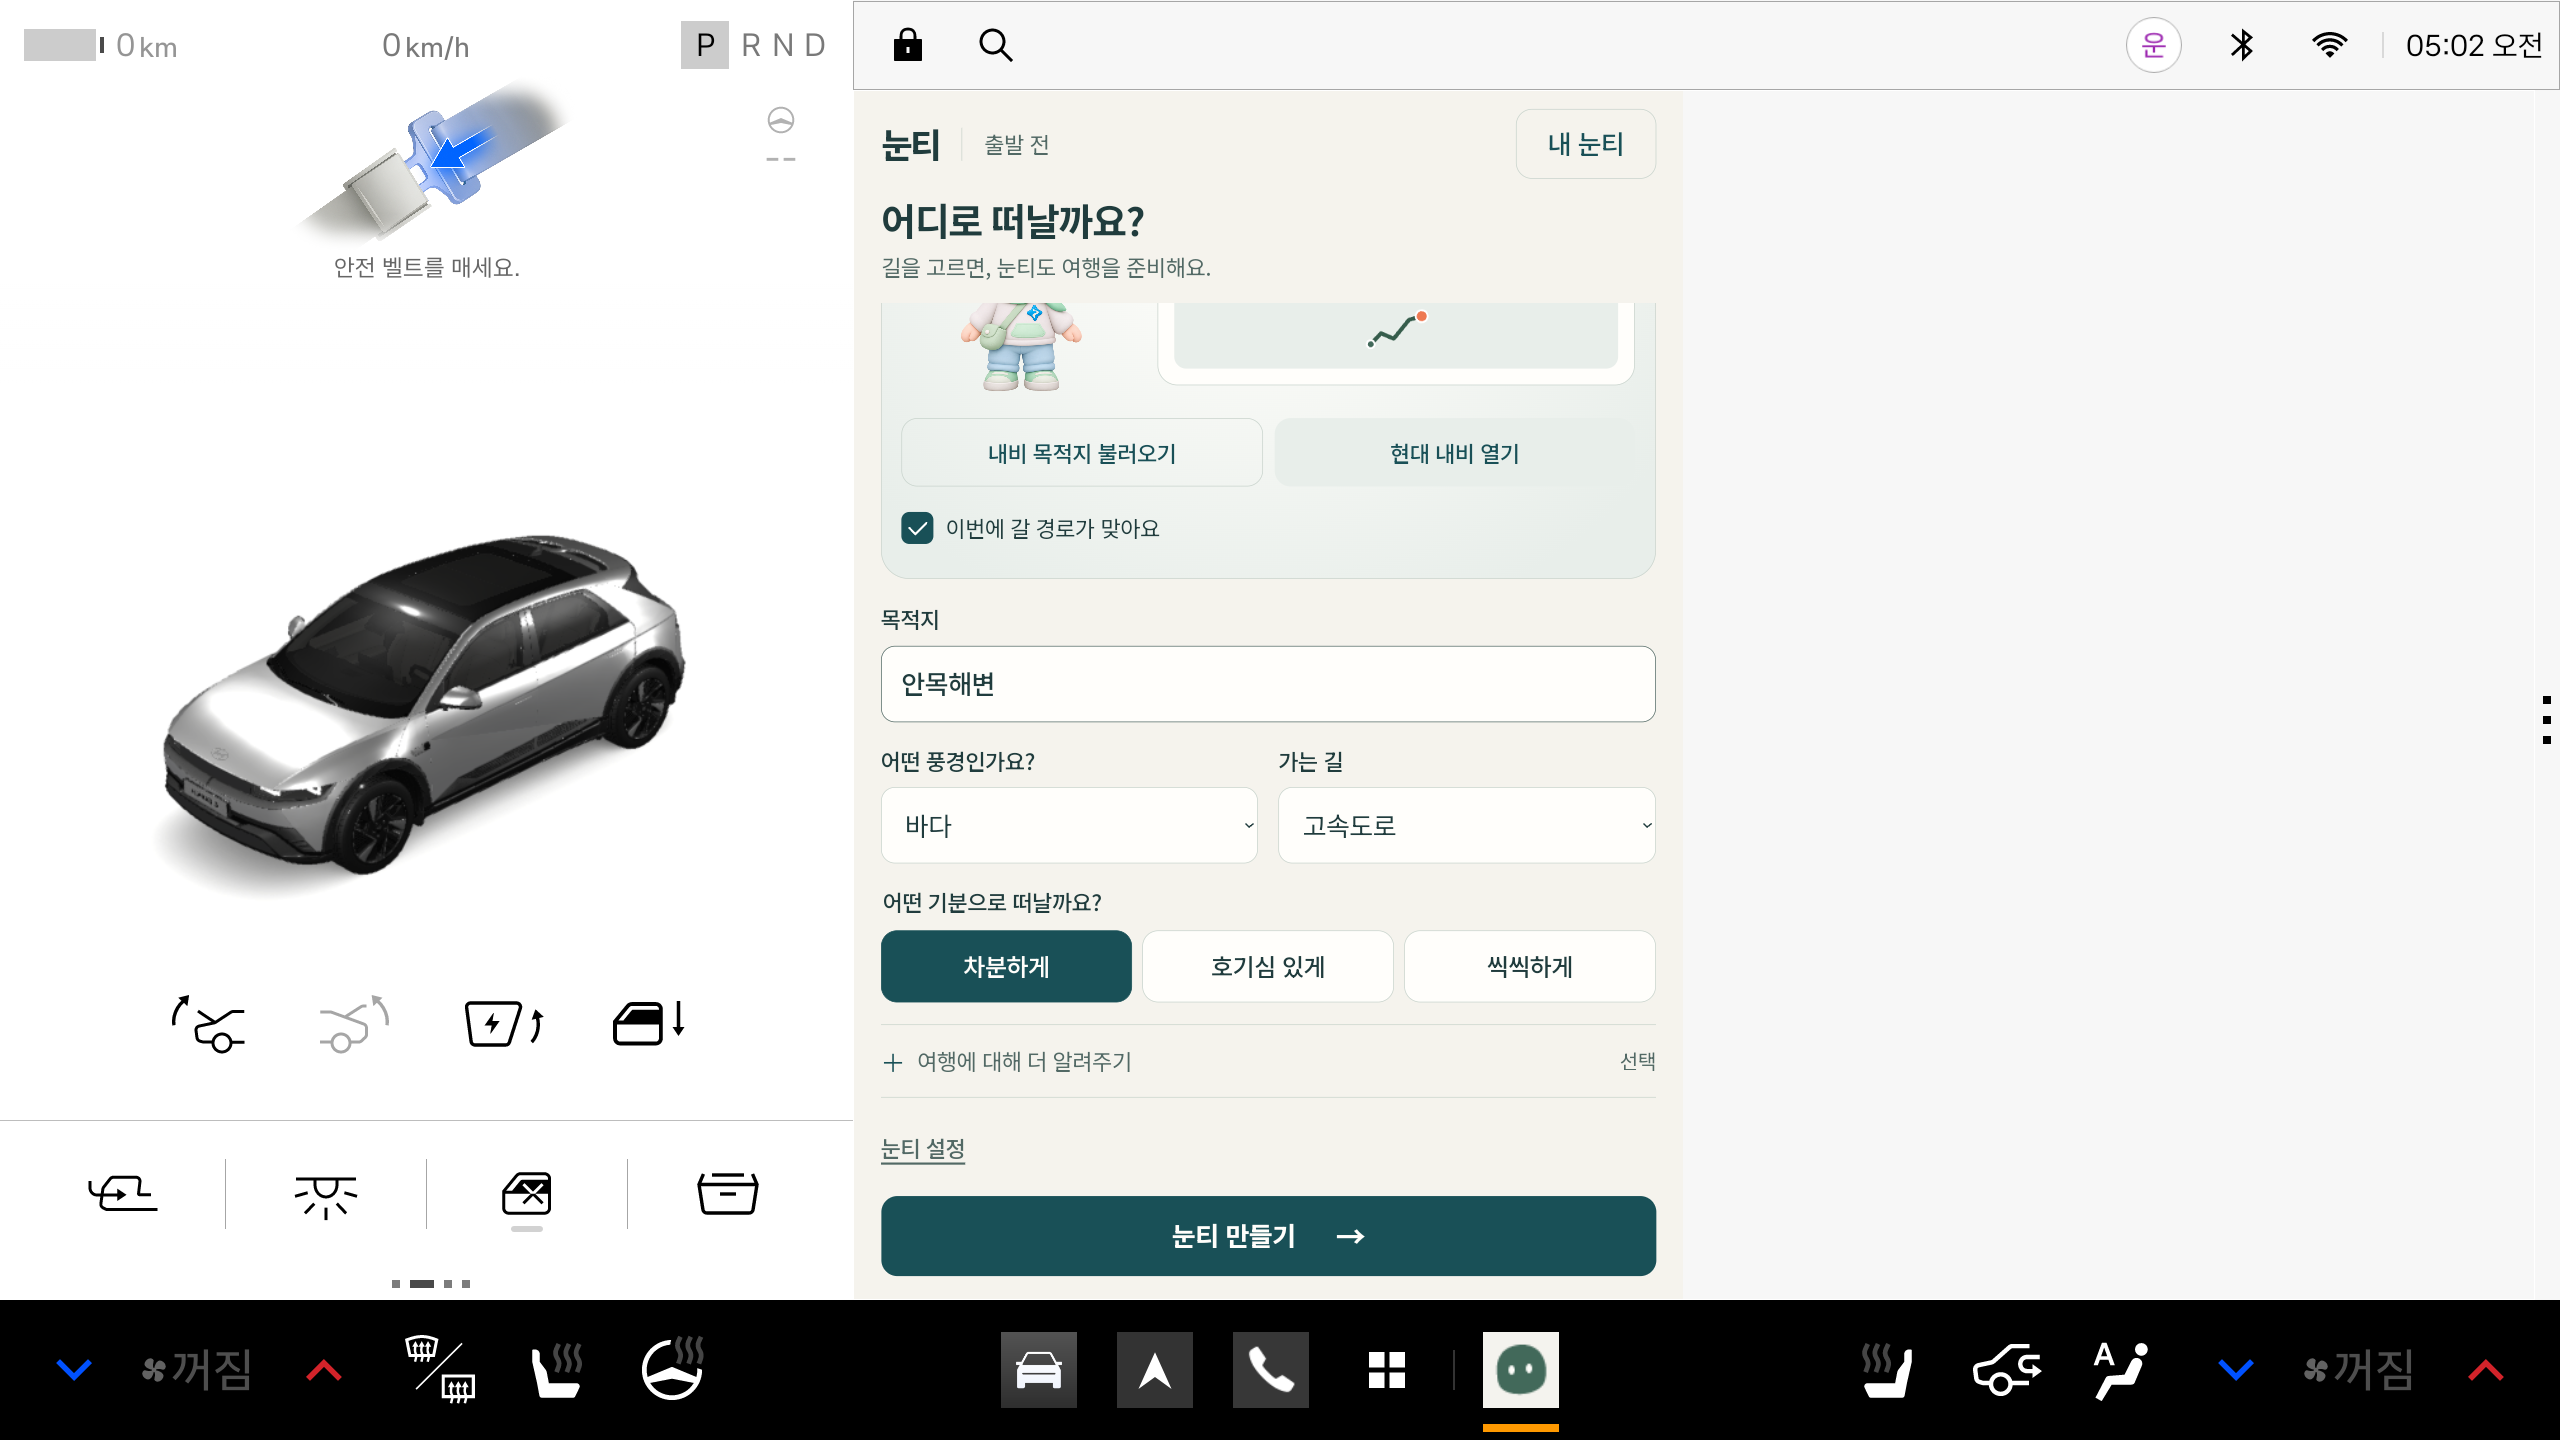 0 km
0 km/h
P R N D
운
05:02 오전
안전 벨트를 매세요.
눈티
출발 전
내 눈티
어디로 떠날까요?
길을 고르면, 눈티도 여행을 준비해요.
내비 목적지 불러오기
현대 내비 열기
이번에 갈 경로가 맞아요
목적지
안목해변
어떤 풍경인가요?
가는 길
바다
고속도로
어떤 기분으로 떠날까요?
차분하게
호기심 있게
씩씩하게
여행에 대해 더 알려주기
선택
눈티 설정
눈티 만들기 →
꺼짐
A
꺼짐